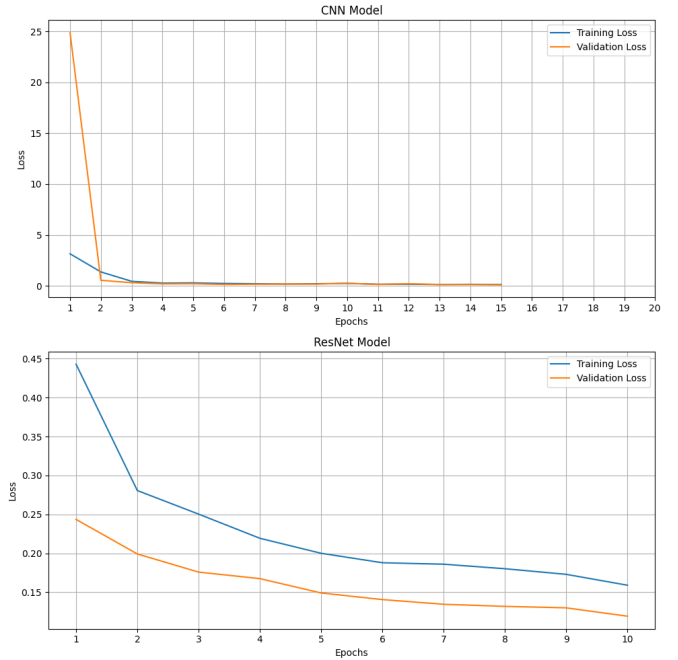 CNN Model
Training Loss
Validation Loss
25
20
15
10
5
0
Loss
1 2 3 4 5 6 7 8 9 10 11 12 13 14 15 16 17 18 19 20
Epochs
ResNet Model
Training Loss
Validation Loss
0.45
0.40
0.35
0.30
0.25
0.20
0.15
Loss
1 2 3 4 5 6 7 8 9 10
Epochs